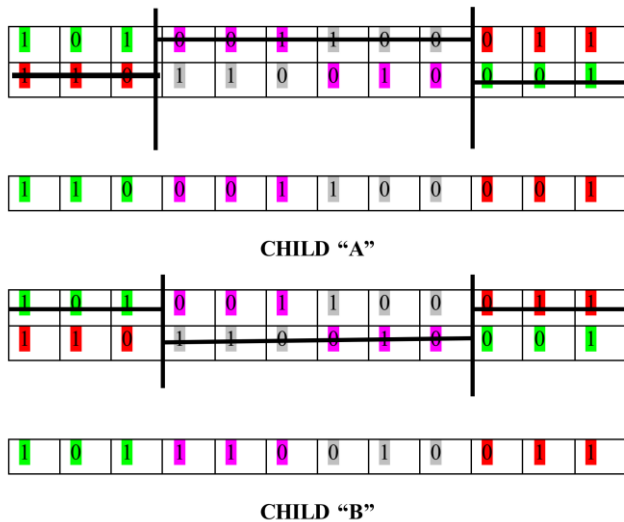 1 0 1 0 0 1 1 0 0 0 1 1
1 1 0 1 1 0 0 1 0 0 0 1
1 1 0 0 0 1 1 0 0 0 0 1
CHILD “A”
1 0 1 0 0 1 1 0 0 0 1 1
1 1 0 1 1 0 0 1 0 0 0 1
1 0 1 1 1 0 0 1 0 0 1 1
CHILD “B”